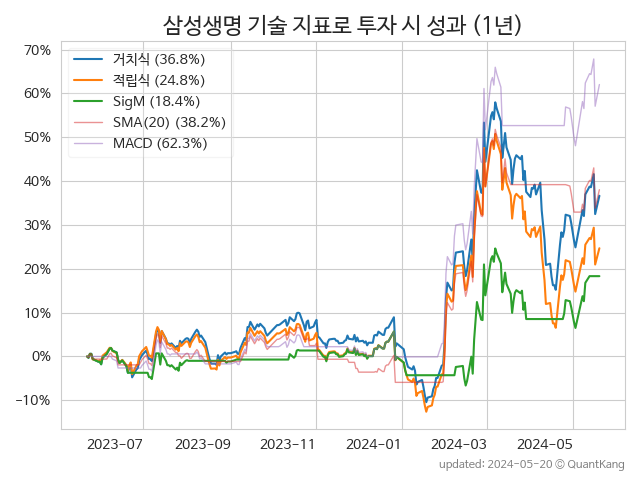 삼성생명 기술 지표로 투자 시 성과 (1년)
70%
60%
50%
40%
30%
20%
10%
0%
−10%
거치식 (36.8%)
적립식 (24.8%)
SigM (18.4%)
SMA(20) (38.2%)
MACD (62.3%)
2023-07 2023-09 2023-11 2024-01 2024-03 2024-05
updated: 2024-05-20 © QuantKang